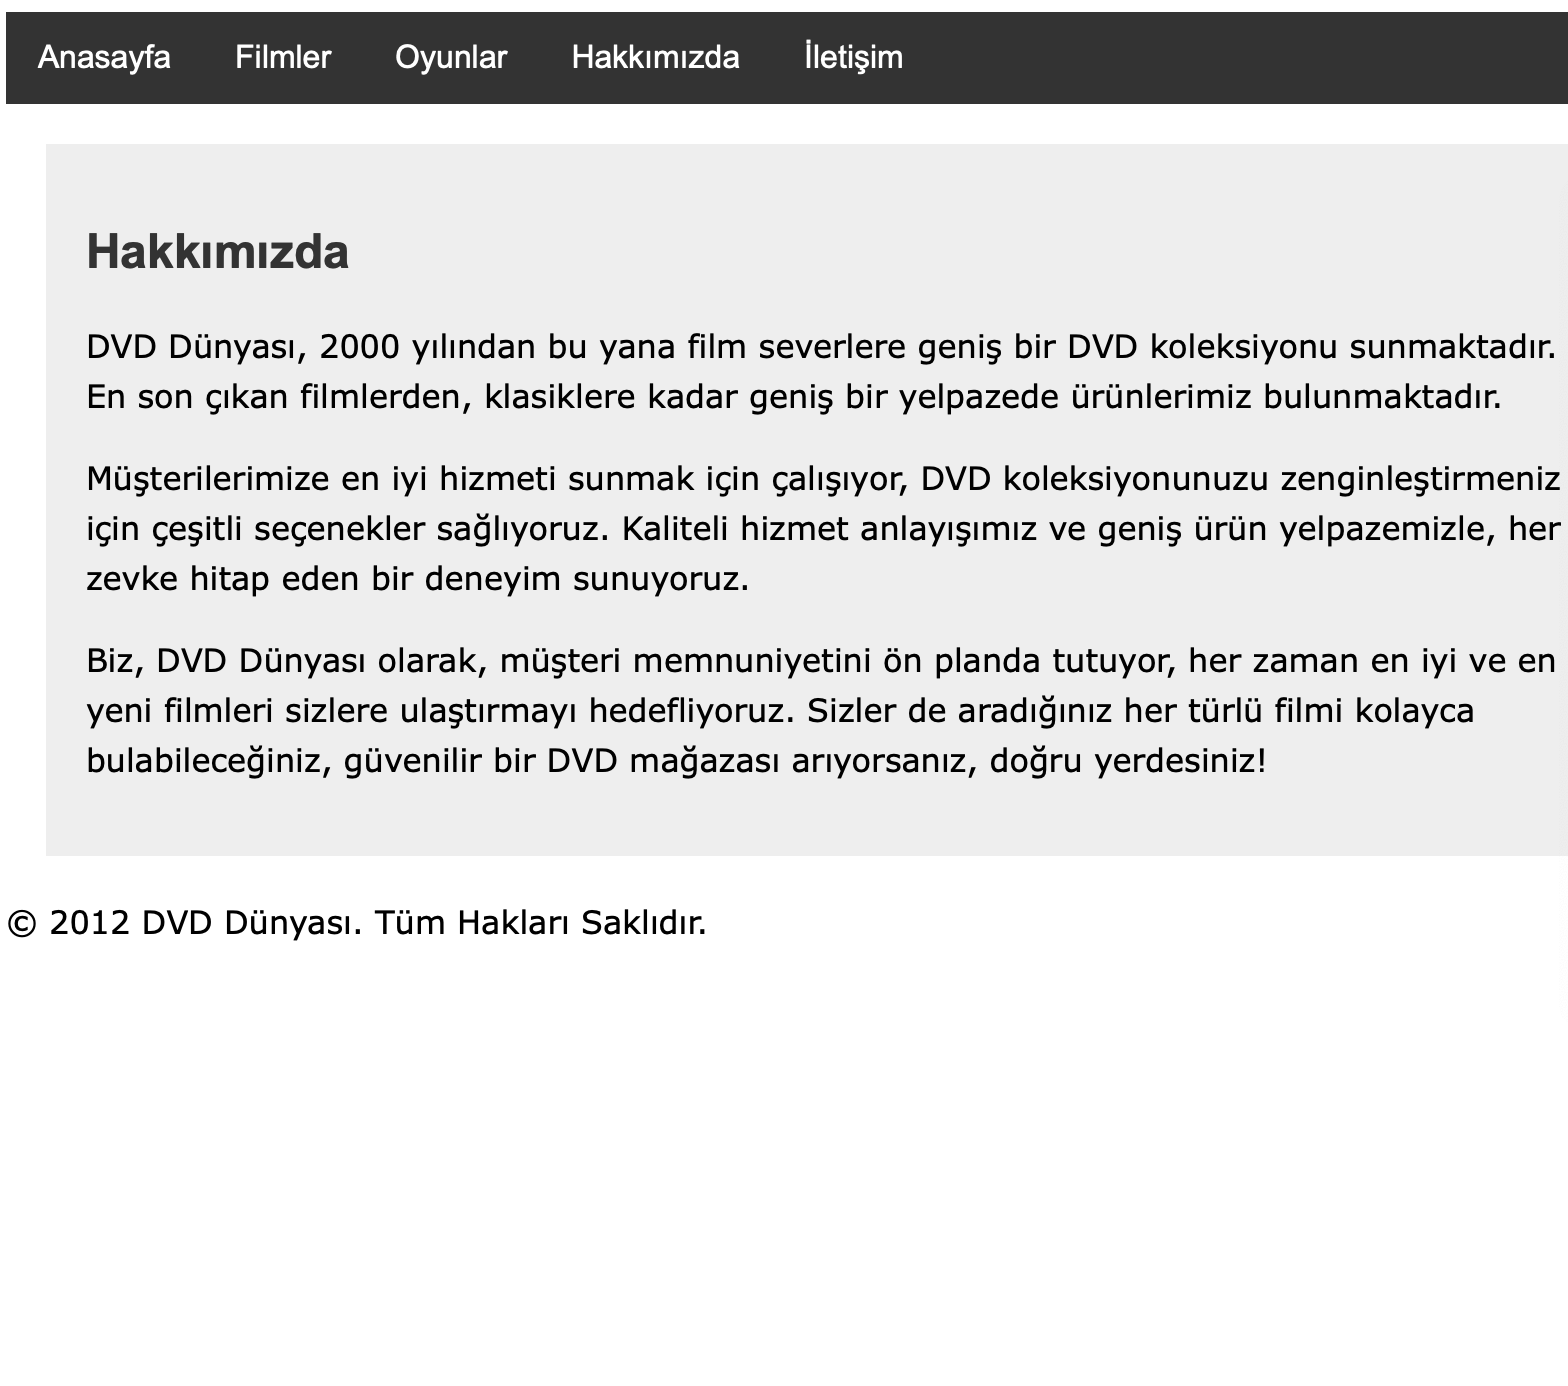 Anasayfa Filmler Oyunlar Hakkımızda İletişim
Hakkımızda
DVD Dünyası, 2000 yılından bu yana film severlere geniş bir DVD koleksiyonu sunmaktadır.
En son çıkan filmlerden, klasiklere kadar geniş bir yelpazede ürünlerimiz bulunmaktadır.
Müşterilerimize en iyi hizmeti sunmak için çalışıyor, DVD koleksiyonunuzu zenginleştirmeniz
için çeşitli seçenekler sağlıyoruz. Kaliteli hizmet anlayışımız ve geniş ürün yelpazemizle, her
zevke hitap eden bir deneyim sunuyoruz.
Biz, DVD Dünyası olarak, müşteri memnuniyetini ön planda tutuyor, her zaman en iyi ve en
yeni filmleri sizlere ulaştırmayı hedefliyoruz. Sizler de aradığınız her türlü filmi kolayca
bulabileceğiniz, güvenilir bir DVD mağazası arıyorsanız, doğru yerdesiniz!
© 2012 DVD Dünyası. Tüm Hakları Saklıdır.